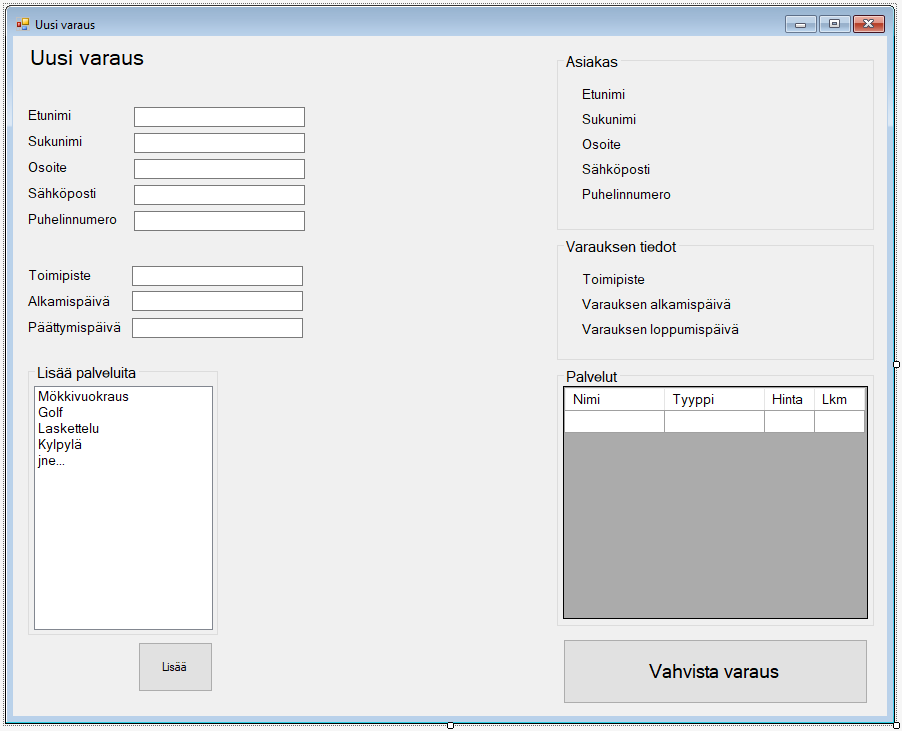 Uusi varaus
Uusi varaus
Etunimi
Sukunimi
Osoite
Sähköposti
Puhelinnumero
Toimipiste
Alkamispäivä
Päättymispäivä
Lisää palveluita
Mökkivuokraus
Golf
Laskettelu
Kylpylä
jne...
Lisää
Asiakas
Etunimi
Sukunimi
Osoite
Sähköposti
Puhelinnumero
Varauksen tiedot
Toimipiste
Varauksen alkamispäivä
Varauksen loppumispäivä
Palvelut
Nimi Tyyppi Hinta Lkm
Vahvista varaus